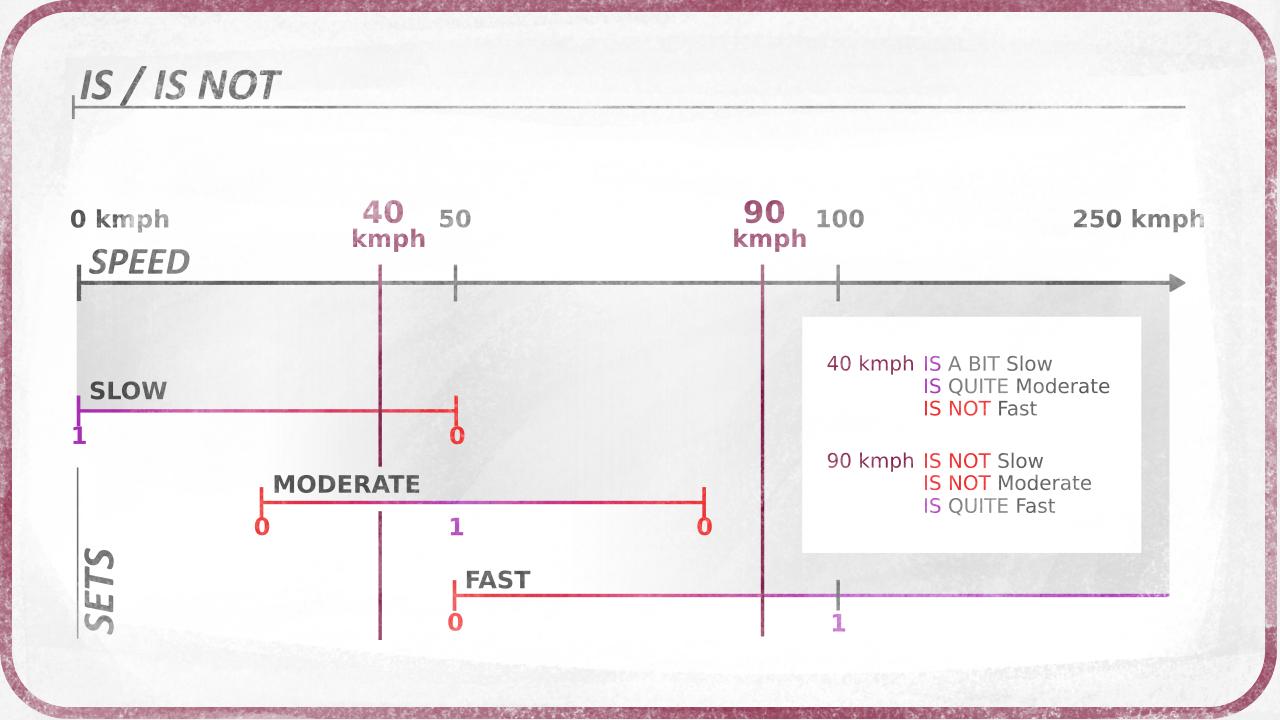 IS / IS NOT
0 kmph
40 kmph
50
90 kmph
100
250 kmph
SPEED
SLOW
1
0
MODERATE
0
1
0
FAST
0
1
SETS
40 kmph IS A BIT Slow
IS QUITE Moderate
IS NOT Fast
90 kmph IS NOT Slow
IS NOT Moderate
IS QUITE Fast